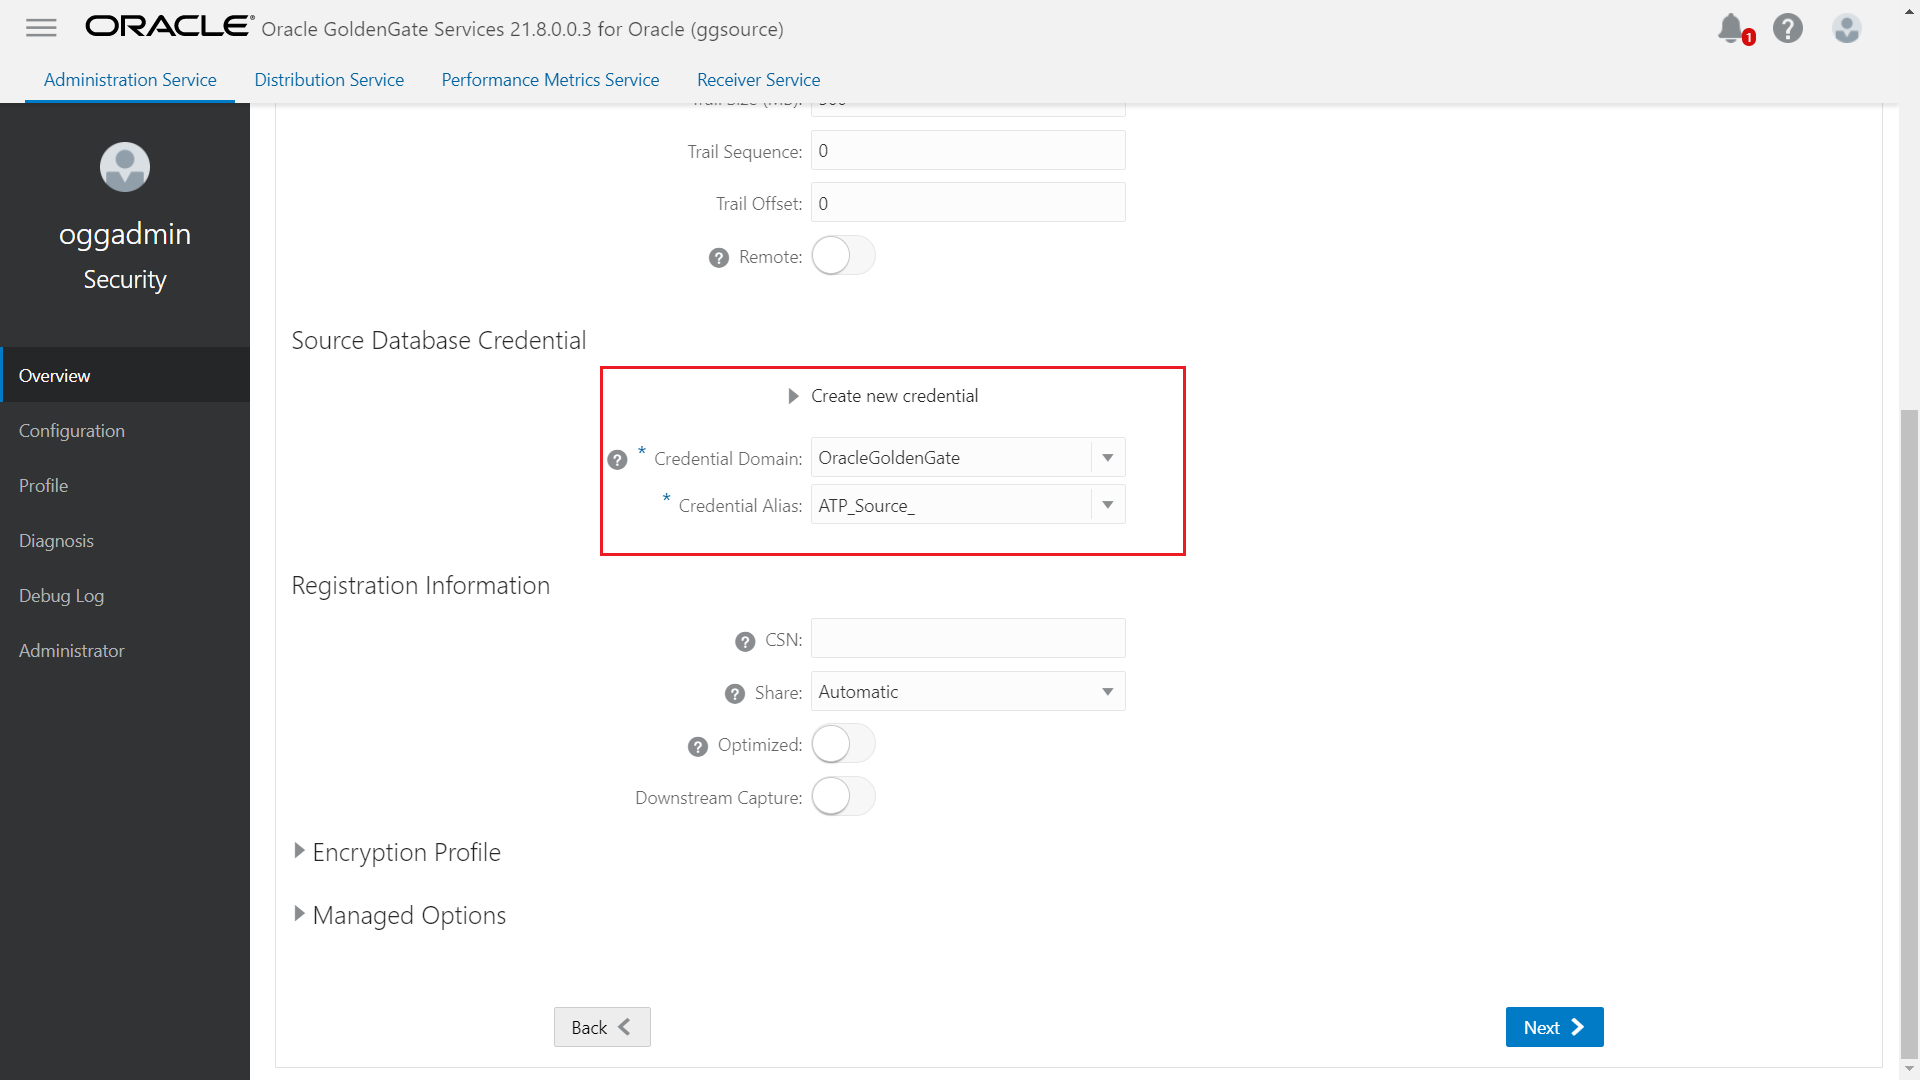 ORACLE® Oracle GoldenGate Services 21.8.0.0.3 for Oracle (ggsource)
1
?
Administration Service Distribution Service Performance Metrics Service Receiver Service
oggadmin
Security
Overview
Configuration
Profile
Diagnosis
Debug Log
Administrator
Trail Sequence: 0
Trail Offset: 0
? Remote:
Source Database Credential
Create new credential
? * Credential Domain: OracleGoldenGate
* Credential Alias: ATP_Source_
Registration Information
? CSN:
? Share: Automatic
? Optimized:
Downstream Capture:
Encryption Profile
Managed Options
Back
Next